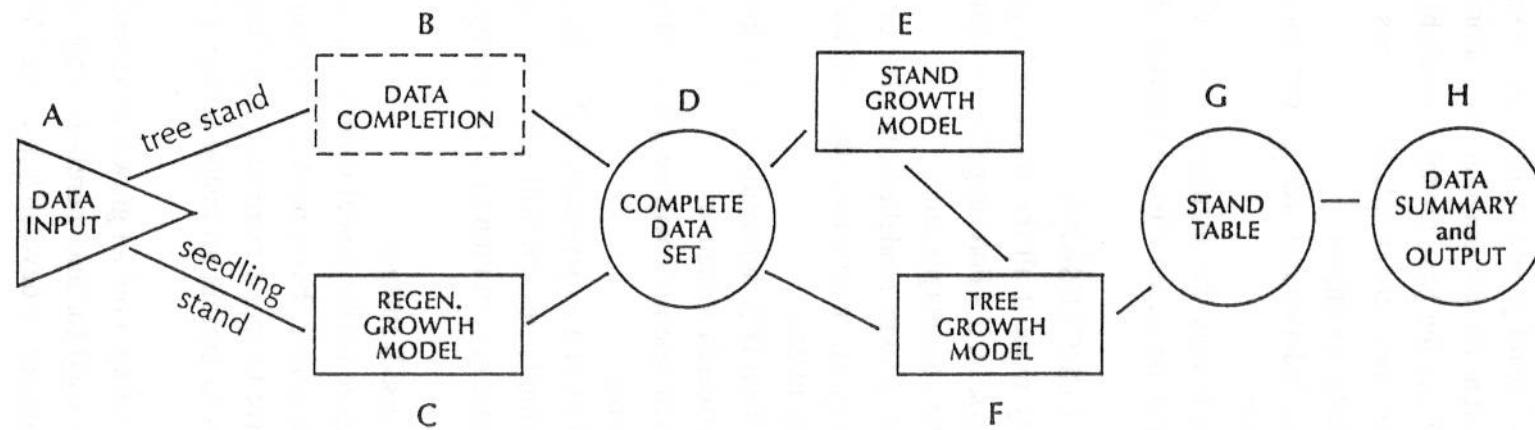 A
DATA
INPUT
tree stand
seedling
stand
B
DATA
COMPLETION
REGEN.
GROWTH
MODEL
C
D
COMPLETE
DATA
SET
E
STAND
GROWTH
MODEL
TREE
GROWTH
MODEL
F
G
STAND
TABLE
H
DATA
SUMMARY
and
OUTPUT